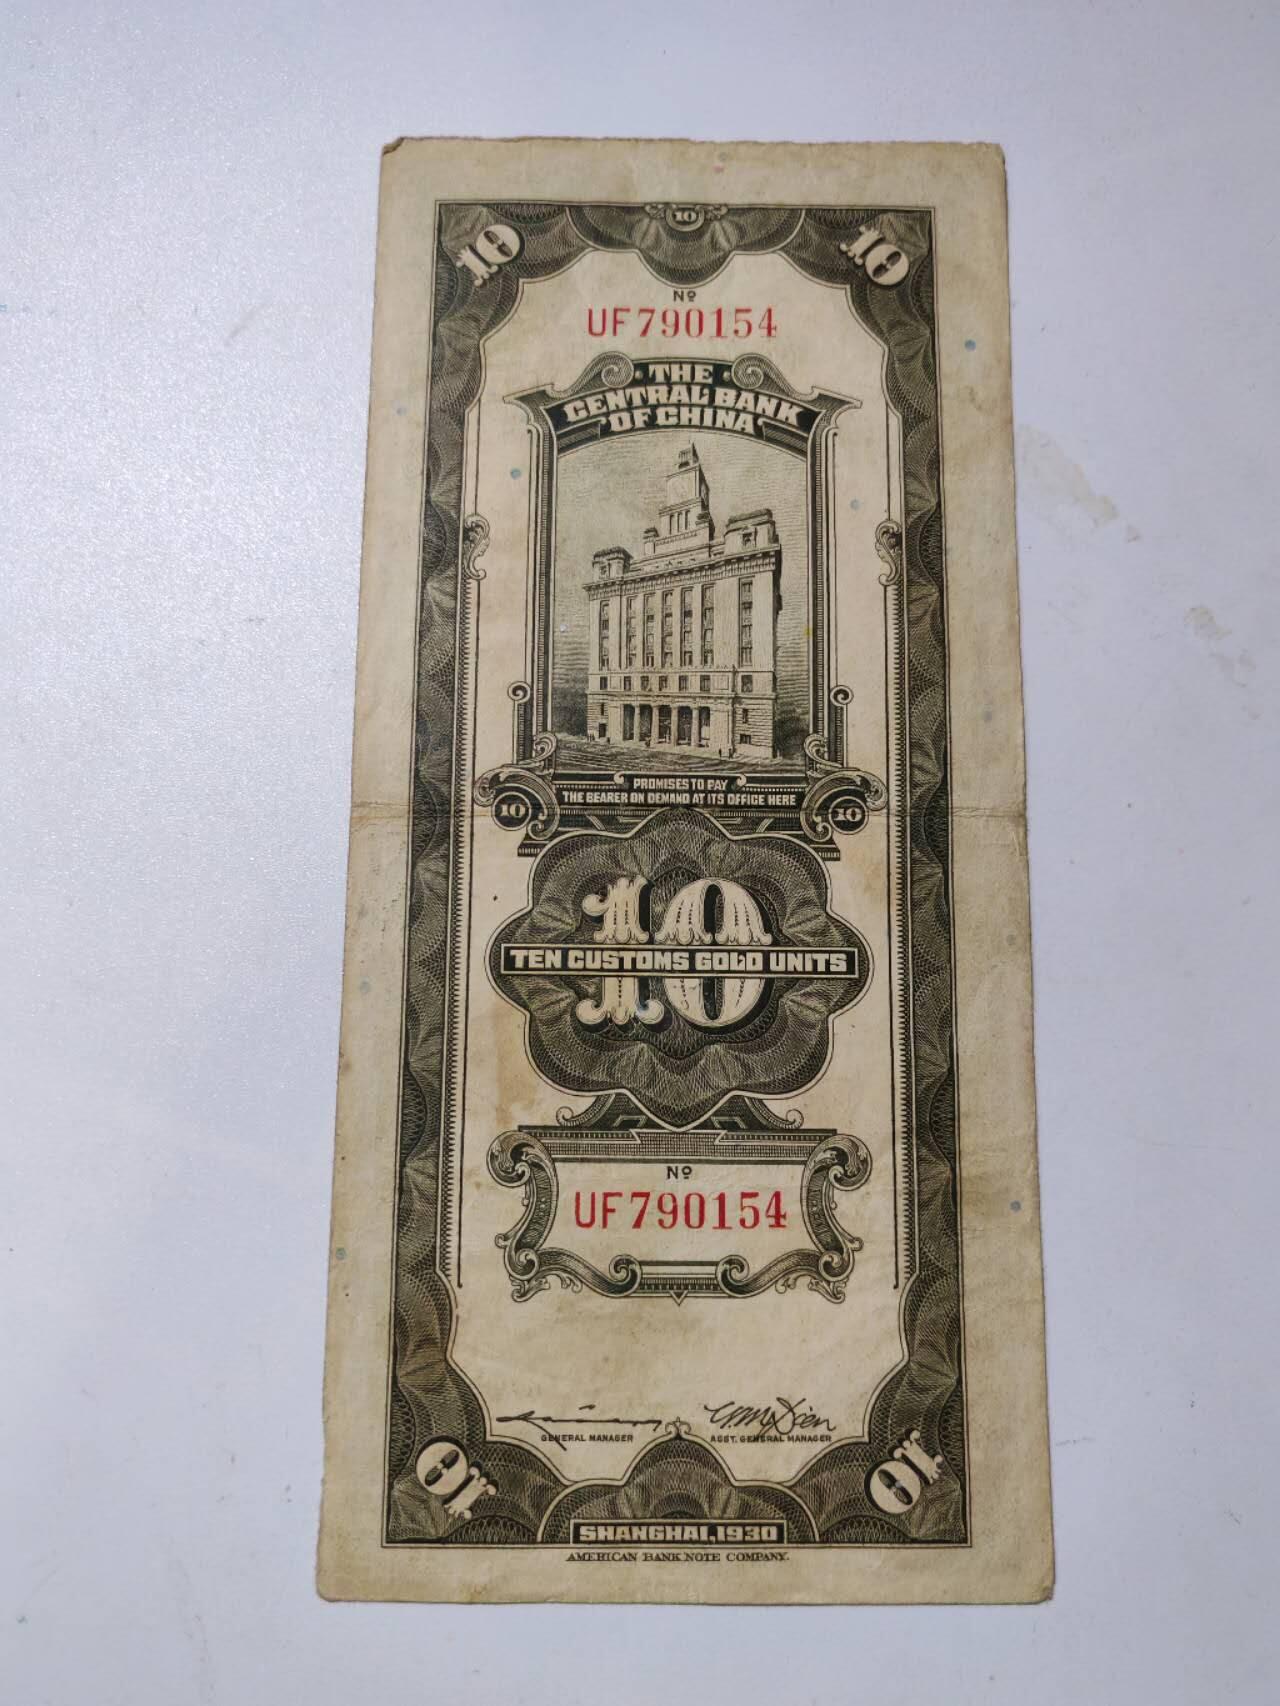 10 10 10
Nº
UF790154
THE
CENTRAL BANK
OF CHINA
PROMISES TO PAY
THE BEARER ON DEMAND AT ITS OFFICE HERE
10 10
10
TEN CUSTOMS GOLD UNITS
Nº
UF790154
GENERAL MANAGER
ASST. GENERAL MANAGER
10 10
SHANGHAI, 1930
AMERICAN BANK NOTE COMPANY.